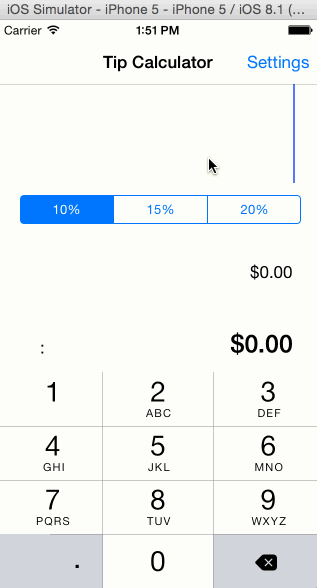 iOS Simulator - iPhone 5 - iPhone 5 / iOS 8.1 (...
Carrier 1:51 PM
Tip Calculator Settings
10% 15% 20%
$0.00
: $0.00
1 2 3
ABC DEF
4 5 6
GHI JKL MNO
7 8 9
PQRS TUV WXYZ
. 0